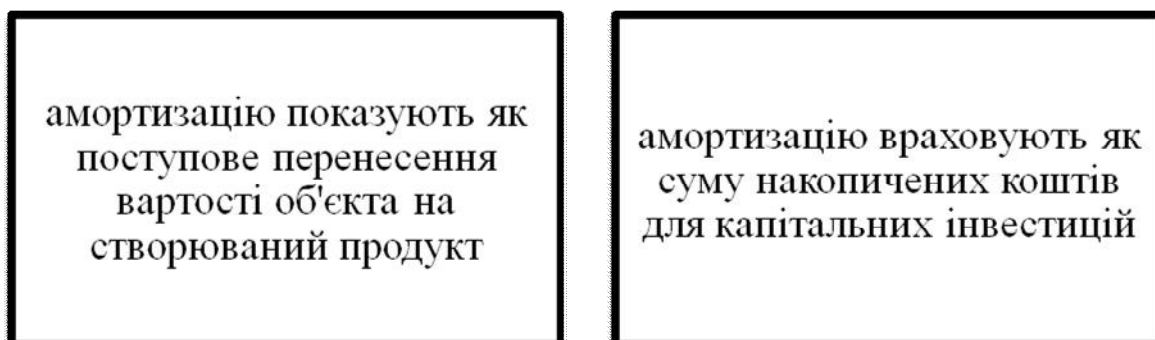 амортизацію показують як
поступове перенесення
вартості об'єкта на
створюваний продукт
амортизацію враховують як
суму накопичених коштів
для капітальних інвестицій